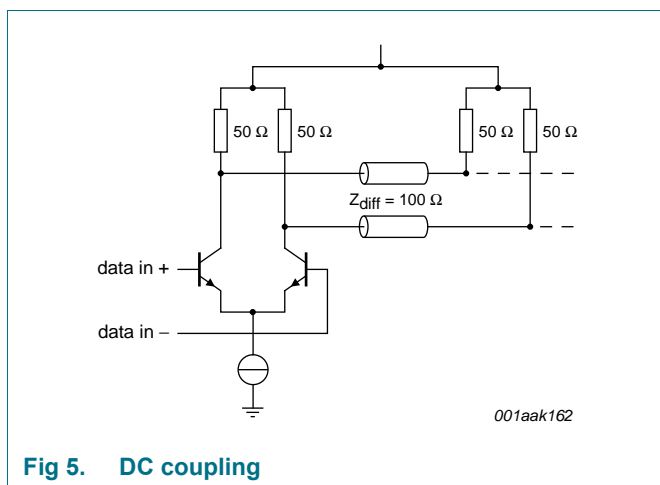 50 Ω 50 Ω 50 Ω 50 Ω
Zdiff = 100 Ω
data in +
data in −
001aak162
Fig 5. DC coupling